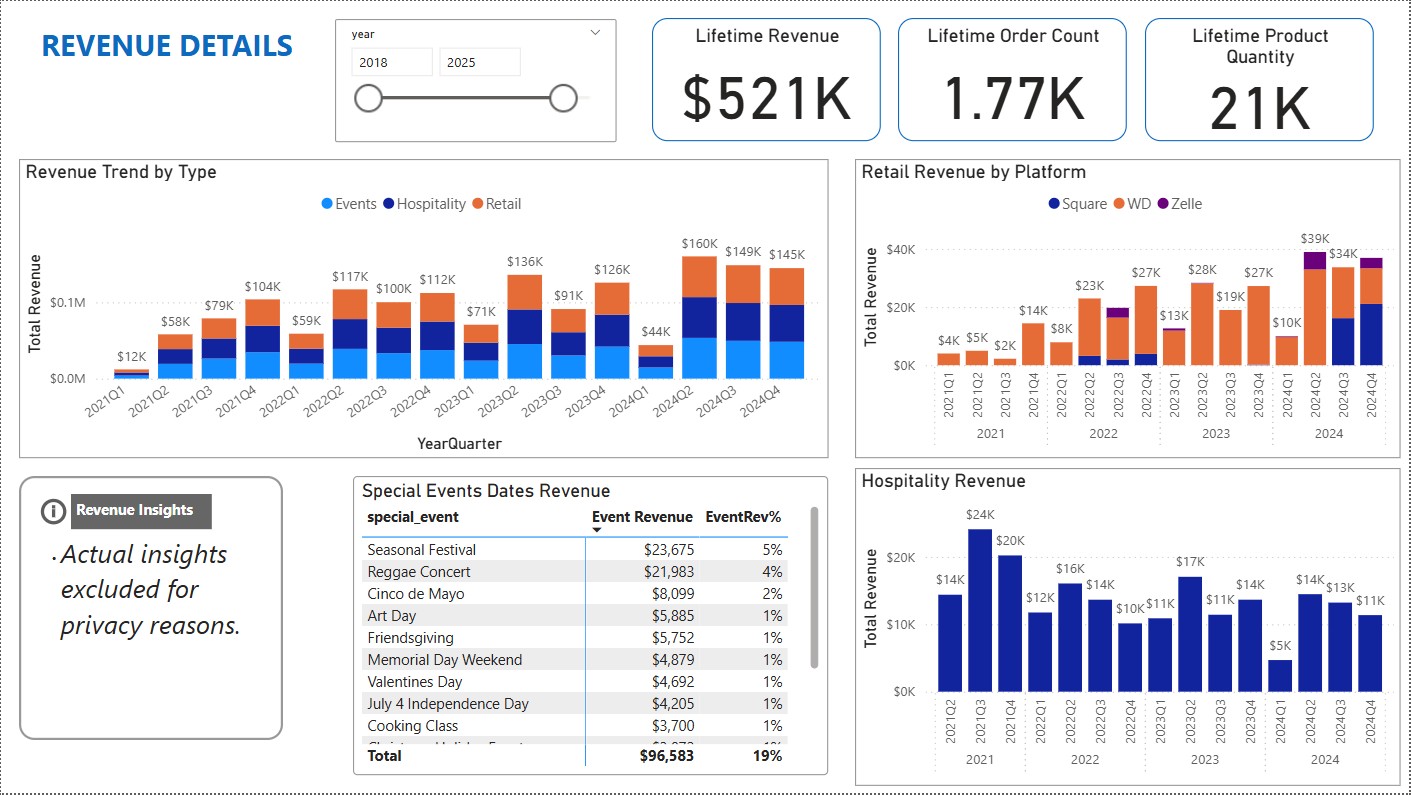 REVENUE DETAILS
year
2018 2025
Lifetime Revenue
$521K
Lifetime Order Count
1.77K
Lifetime Product
Quantity
21K
Revenue Trend by Type
Events Hospitality Retail
Total Revenue
$0.1M
$0.0M
$12K $58K $79K $104K $59K $117K $100K $112K $71K $136K $91K $126K $44K $160K $149K $145K
2021Q1 2021Q2 2021Q3 2021Q4 2022Q1 2022Q2 2022Q3 2022Q4 2023Q1 2023Q2 2023Q3 2023Q4 2024Q1 2024Q2 2024Q3 2024Q4
YearQuarter
Retail Revenue by Platform
Square WD Zelle
Total Revenue
$40K
$20K
$0K
$4K $5K $2K $14K $8K $23K $27K $13K $28K $19K $27K $10K $39K $34K
2021Q1 2021Q2 2021Q3 2021Q4 2022Q1 2022Q2 2022Q3 2022Q4 2023Q1 2023Q2 2023Q3 2023Q4 2024Q1 2024Q2 2024Q3 2024Q4
2021 2022 2023 2024
Revenue Insights
· Actual insights
excluded for
privacy reasons.
Special Events Dates Revenue
special_event Event Revenue EventRev%
Seasonal Festival $23,675 5%
Reggae Concert $21,983 4%
Cinco de Mayo $8,099 2%
Art Day $5,885 1%
Friendsgiving $5,752 1%
Memorial Day Weekend $4,879 1%
Valentines Day $4,692 1%
July 4 Independence Day $4,205 1%
Cooking Class $3,700 1%
Total $96,583 19%
Hospitality Revenue
Total Revenue
$20K
$10K
$0K
$14K $24K $20K $12K $16K $14K $10K $11K $17K $11K $14K $5K $14K $13K $11K
2021Q2 2021Q3 2021Q4 2022Q1 2022Q2 2022Q3 2022Q4 2023Q1 2023Q2 2023Q3 2023Q4 2024Q1 2024Q2 2024Q3 2024Q4
2021 2022 2023 2024